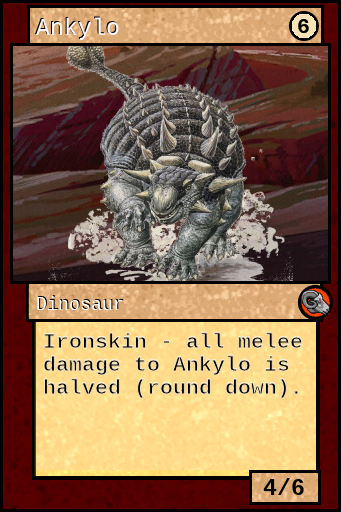 Ankylo
6
Dinosaur
Ironskin - all melee
damage to Ankylo is
halved (round down).
4/6